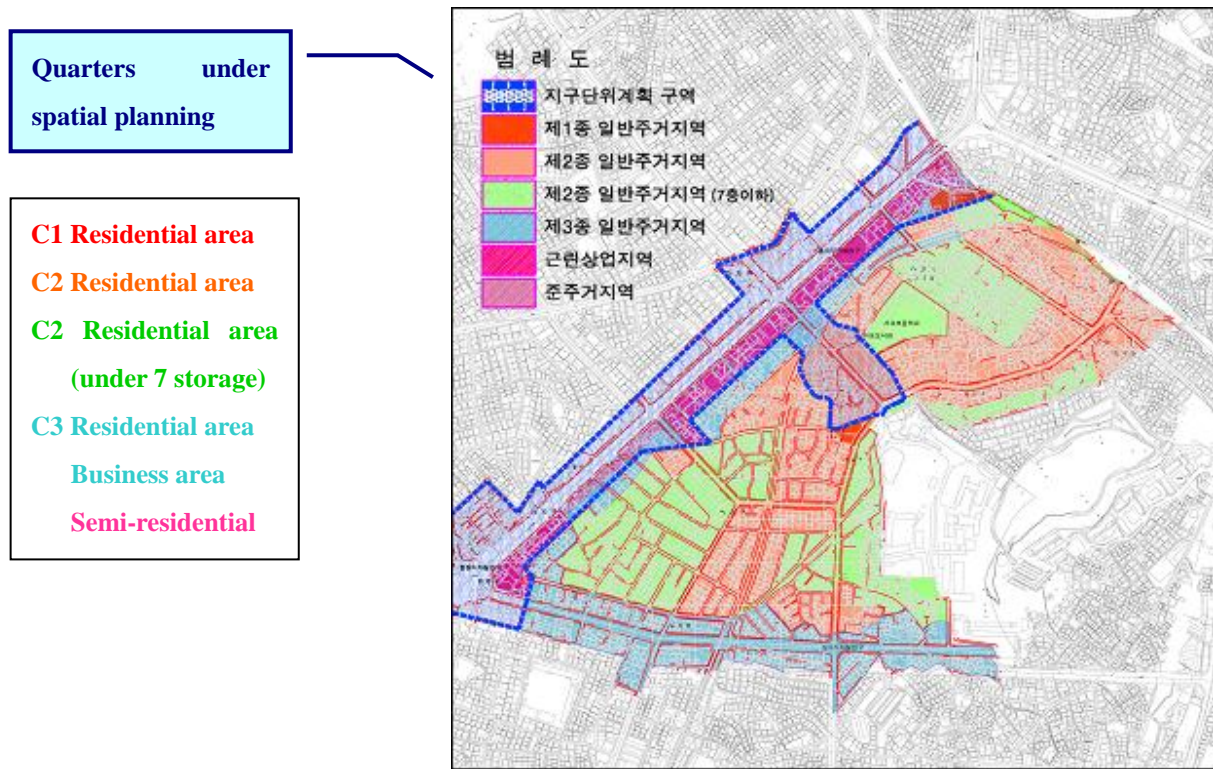 Quarters under
spatial planning
C1 Residential area
C2 Residential area
C2 Residential area
(under 7 storage)
C3 Residential area
Business area
Semi-residential
범 례 도
지구단위계획 구역
제1종 일반주거지역
제2종 일반주거지역
제2종 일반주거지역 (7층이하)
제3종 일반주거지역
근린상업지역
준주거지역